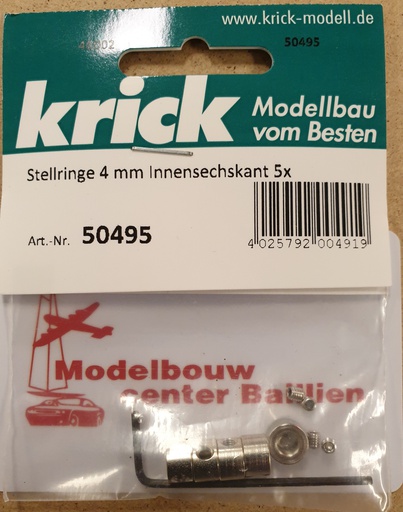 www.krick-modell.de
50495
krick
Modellbau
vom Besten
Stellringe 4 mm Innensechskant 5x
Art.-Nr. 50495
4 025792 004919
Modelbouw
center Baillien